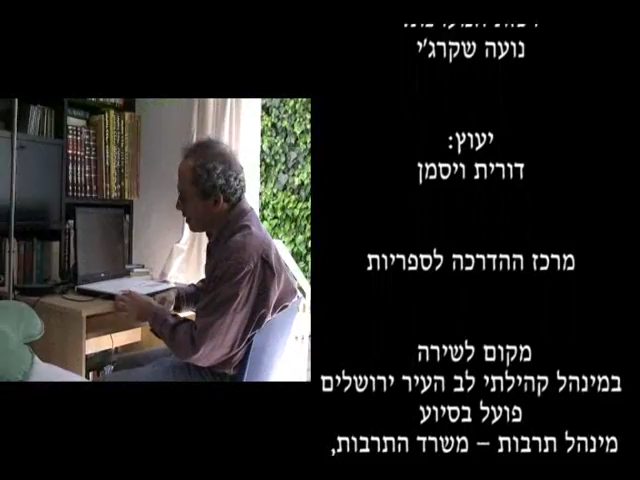 נועה שקרג'י
יעוץ:
דורית ויסמן
מרכז ההדרכה לספריות
מקום לשירה
במינהל קהילתי לב העיר ירושלים
פועל בסיוע
מינהל תרבות – משרד התרבות,